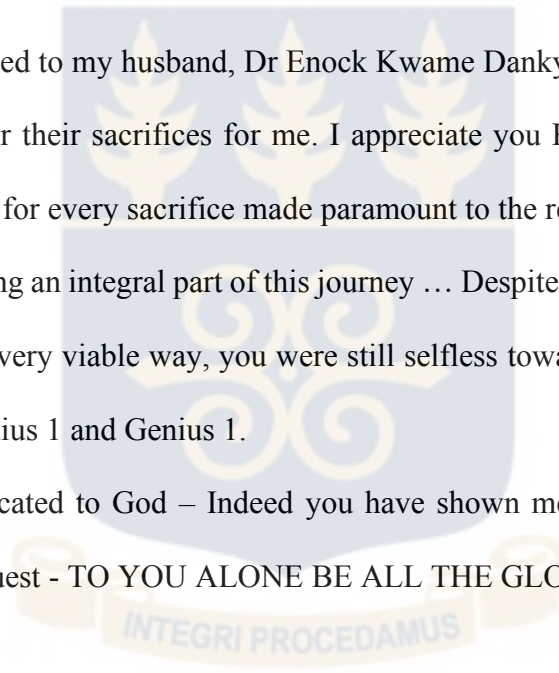 ed to my husband, Dr Enock Kwame Danky
r their sacrifices for me. I appreciate you
for every sacrifice made paramount to the
ng an integral part of this journey … Despite
very viable way, you were still selfless
ius 1 and Genius 1.
cated to God – Indeed you have shown
uest - TO YOU ALONE BE ALL THE
INTEGRI PROCEDAMUS